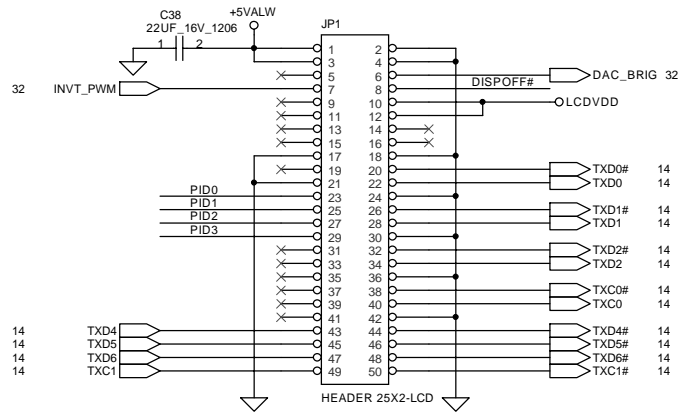 C38
+5VALW
22UF_16V_1206
JP1
1 2
1 2
3 4
5 6 DAC_BRIG 32
32 INVT_PWM 7 8 DISPOFF#
9 10 LCDVDD
11 12
13 14
15 16
17 18
19 20 TXD0# 14
21 22 TXD0 14
PID0 23 24
PID1 25 26 TXD1# 14
PID2 27 28 TXD1 14
PID3 29 30
31 32 TXD2# 14
33 34 TXD2 14
35 36
37 38 TXC0# 14
39 40 TXC0 14
41 42
14 TXD4 43 44 TXD4# 14
14 TXD5 45 46 TXD5# 14
14 TXD6 47 48 TXD6# 14
14 TXC1 49 50 TXC1# 14
HEADER 25X2-LCD